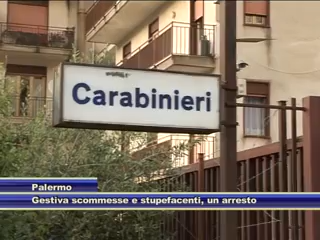 Carabinieri
Palermo
Gestiva scommesse e stupefacenti, un arresto